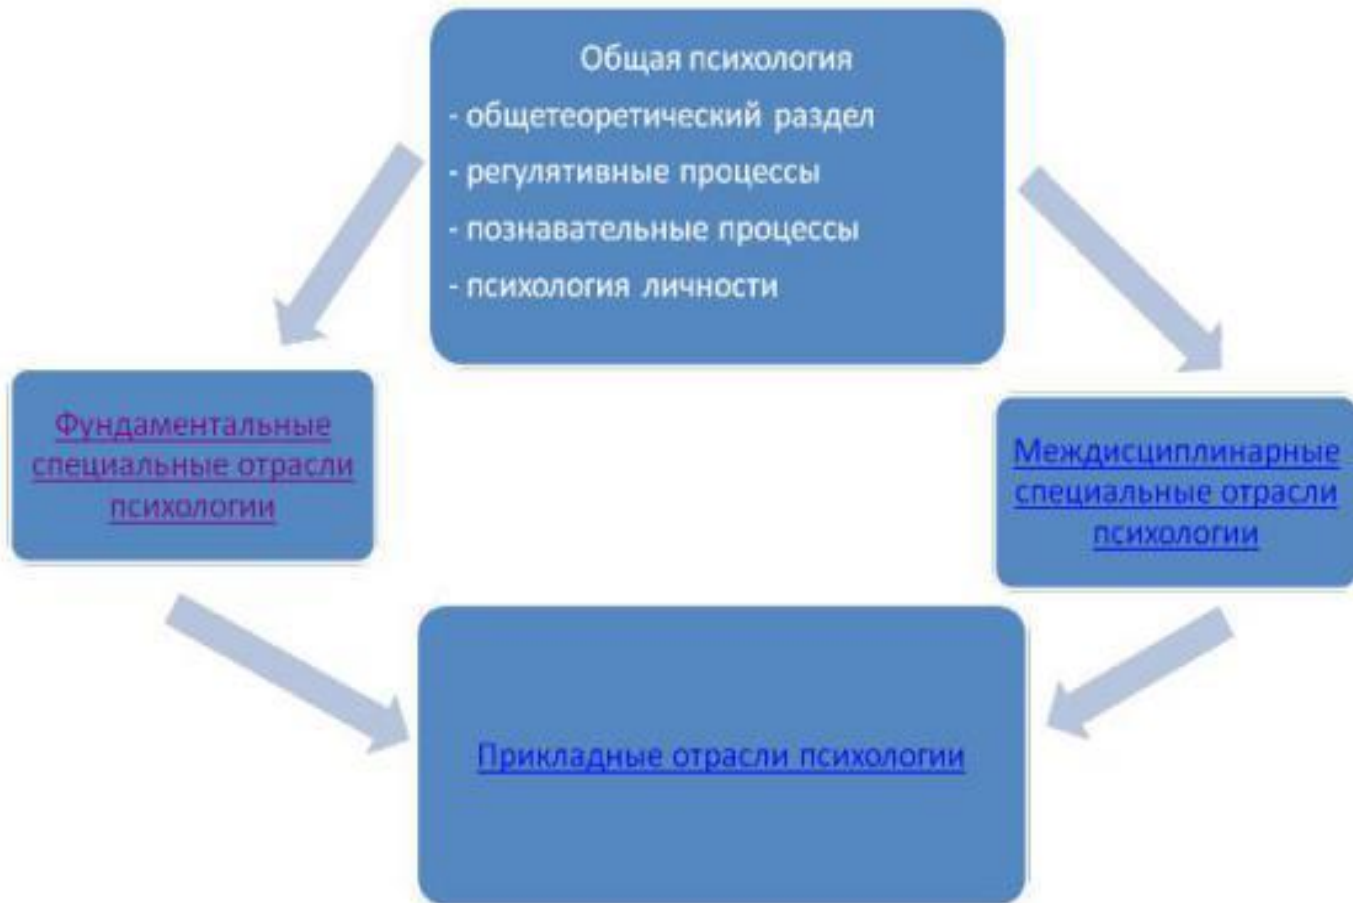 Общая психология
- общетеоретический раздел
- регулятивные процессы
- познавательные процессы
- психология личности
Фундаментальные
специальные отрасли
психологии
Междисциплинарные
специальные отрасли
психологии
Прикладные отрасли психологии